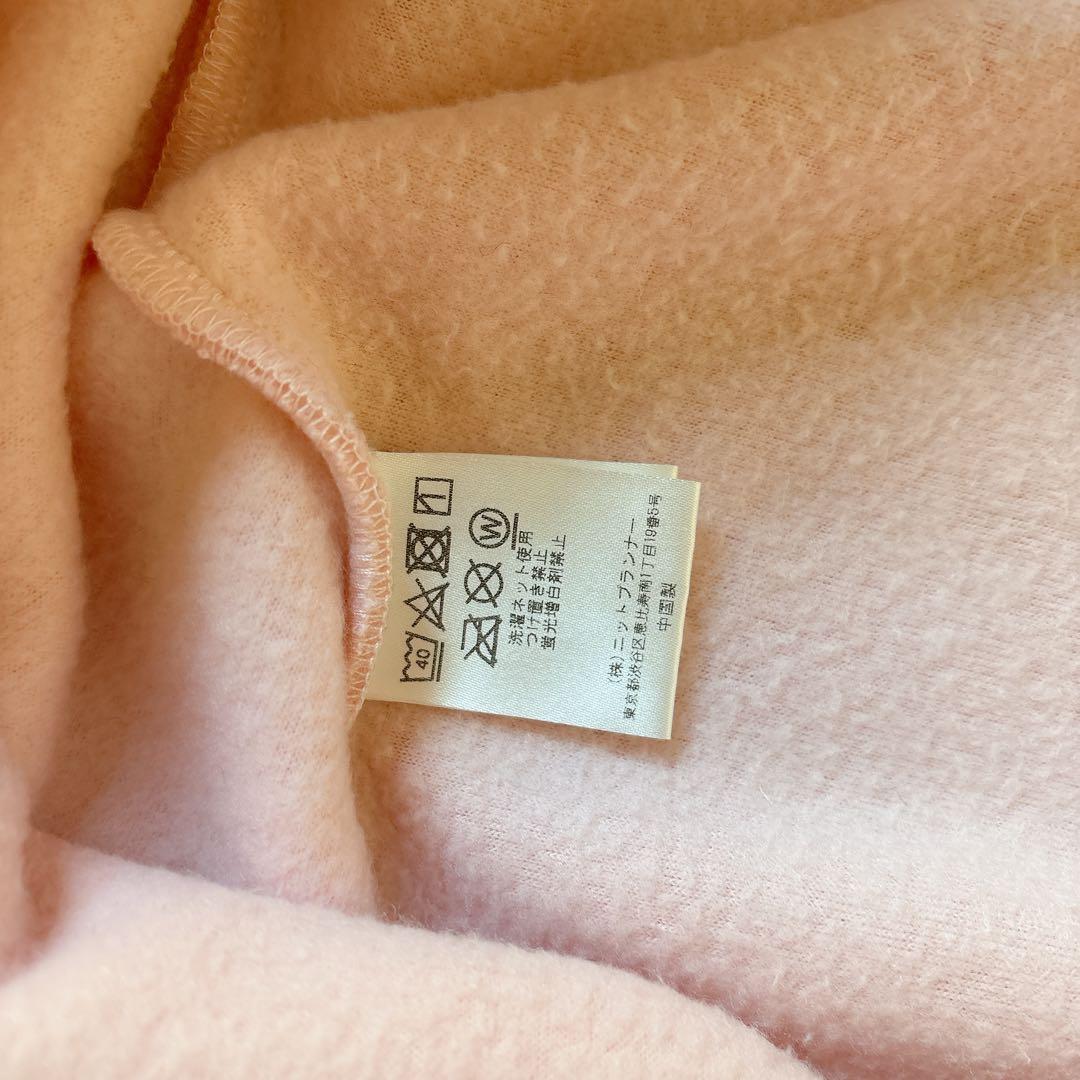 40
W
洗濯ネット使用
つけ置き禁止
蛍光増白剤禁止
(株)ニットプランナー
東京都渋谷区恵比寿南1丁目19番5号
中国製